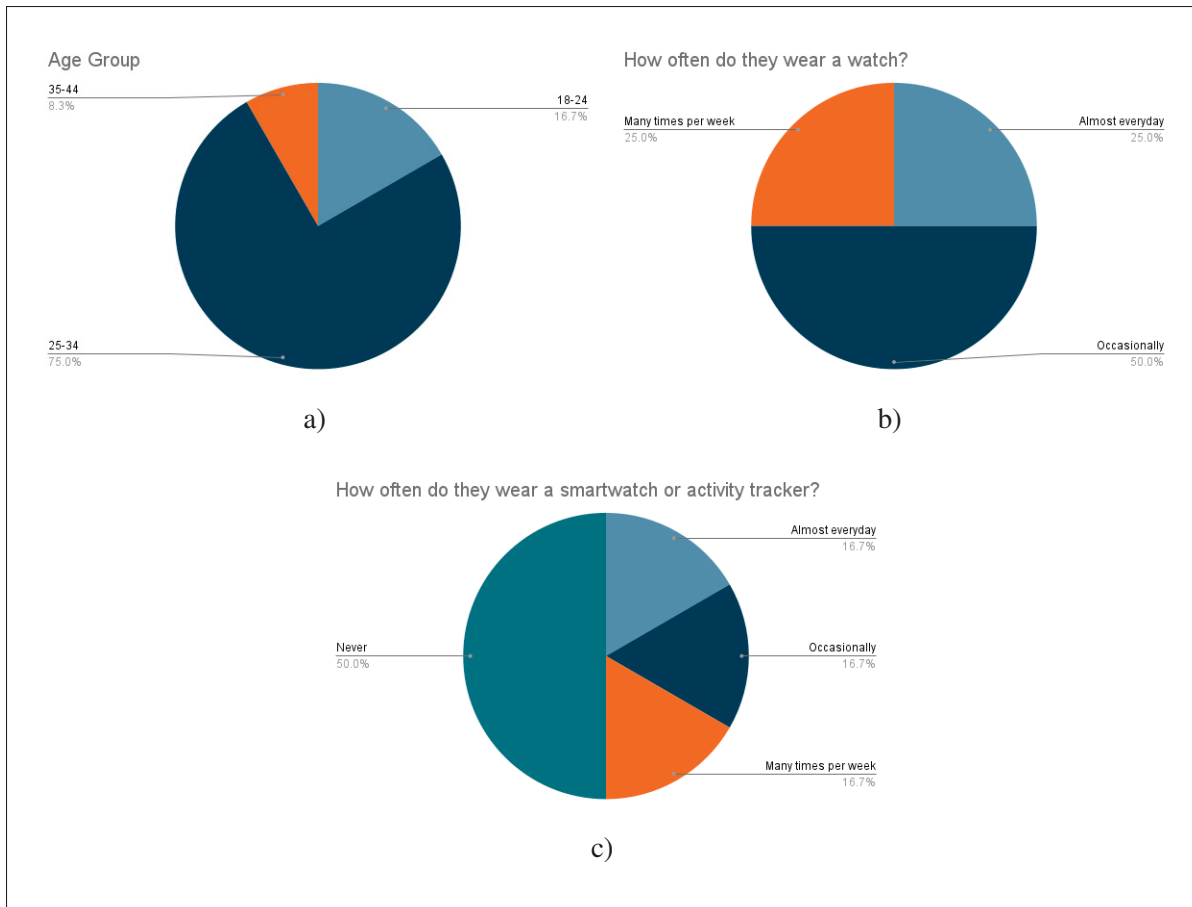 Age Group
35-44
8.3%
18-24
16.7%
25-34
75.0%
a)
How often do they wear a watch?
Many times per week
25.0%
Almost everyday
25.0%
Occasionally
50.0%
b)
How often do they wear a smartwatch or activity tracker?
Almost everyday
16.7%
Never
50.0%
Occasionally
16.7%
Many times per week
16.7%
c)